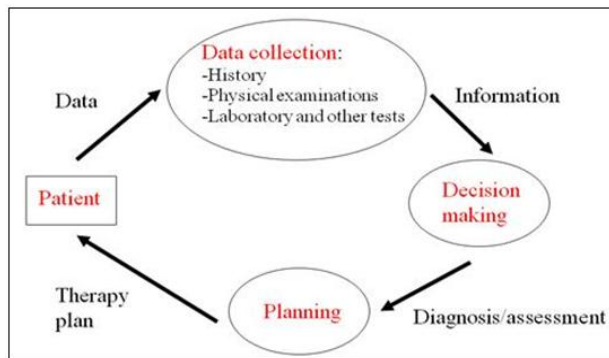 Data collection:
-History
-Physical examinations
-Laboratory and other tests
Data
Information
Patient
Decision
making
Therapy
plan
Planning
Diagnosis/assessment